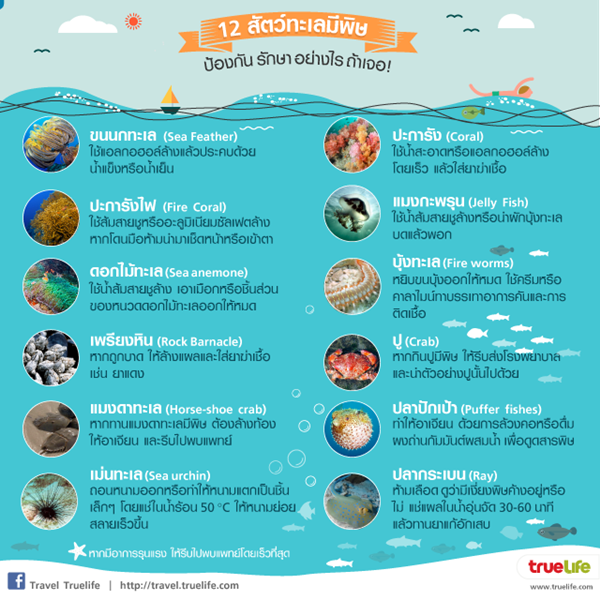 12 สัตว์ทะเลมีพิษ
ป้องกัน รักษา อย่างไร ถ้าเจอ!
ขนนกทะเล (Sea Feather)
ใช้แอลกอฮอล์ล้างแล้วประคบด้วย
น้ำแข็งหรือน้ำเย็น
ปะการังไฟ (Fire Coral)
ใช้ส้มสายชูหรืออะลูมิเนียมซัลเฟตล้าง
หากโดนมือห้ามนำมาเช็ดหน้าหรือเข้าตา
ดอกไม้ทะเล (Sea anemone)
ใช้น้ำส้มสายชูล้าง เอาเมือกหรือชิ้นส่วน
ของหนวดดอกไม้ทะเลออกให้หมด
เพรียงหิน (Rock Barnacle)
หากถูกบาด ให้ล้างแผลและใส่ยาฆ่าเชื้อ
เช่น ยาแดง
แมงดาทะเล (Horse-shoe crab)
หากทานแมงดาทะเลมีพิษ ต้องล้างท้อง
ให้อาเจียน และรีบไปพบแพทย์
เม่นทะเล (Sea urchin)
ถอนหนามออกหรือทำให้หนามแตกเป็นชิ้น
เล็กๆ โดยแช่ในน้ำร้อน 50 °C ให้หนามย่อย
สลายเร็วขึ้น
ปะการัง (Coral)
ใช้น้ำสะอาดหรือแอลกอฮอล์ล้าง
โดยเร็ว แล้วใส่ยาฆ่าเชื้อ
แมงกะพรุน (Jelly Fish)
ใช้น้ำส้มสายชูล้างหรือนำผักบุ้งทะเล
บดแล้วพอก
บุ้งทะเล (Fire worms)
หยิบขนบุ้งออกให้หมด ใช้ครีมหรือ
คาลาไมน์ทาบรรเทาอาการคันและการ
ติดเชื้อ
ปู (Crab)
หากกินปูมีพิษ ให้รีบส่งโรงพยาบาล
และนำตัวอย่างปูนั้นไปด้วย
ปลาปักเป้า (Puffer fishes)
ทำให้อาเจียน ด้วยการล้วงคอหรือดื่ม
ผงถ่านกัมมันต์ผสมน้ำ เพื่อดูดสารพิษ
ปลากระเบน (Ray)
ห้ามเลือด ดูว่ามีเงี่ยงพิษค้างอยู่หรือ
ไม่ แช่แผลในน้ำอุ่นจัด 30-60 นาที
แล้วทานยาแก้อักเสบ
หากมีอาการรุนแรง ให้รีบไปพบแพทย์โดยเร็วที่สุด
f Travel Truelife | http://travel.truelife.com
truelife
www.truelife.com